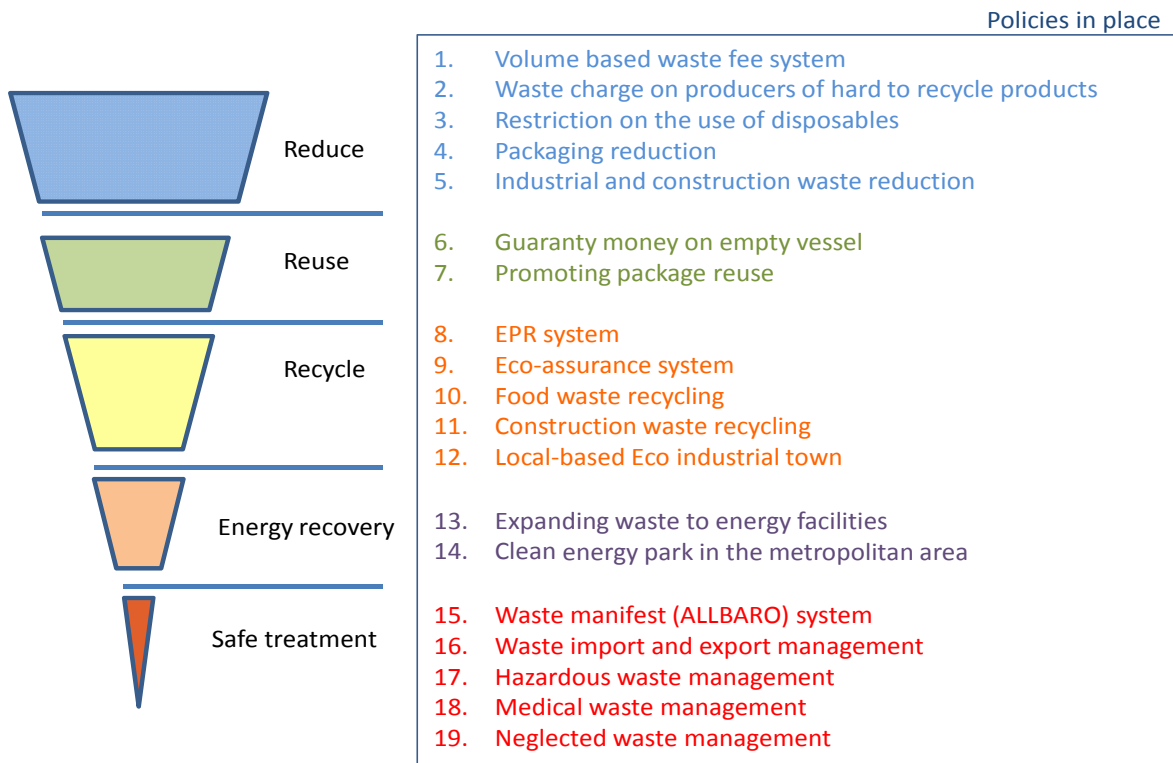 Policies in place
Reduce
1. Volume based waste fee system
2. Waste charge on producers of hard to recycle products
3. Restriction on the use of disposables
4. Packaging reduction
5. Industrial and construction waste reduction
Reuse
6. Guaranty money on empty vessel
7. Promoting package reuse
Recycle
8. EPR system
9. Eco-assurance system
10. Food waste recycling
11. Construction waste recycling
12. Local-based Eco industrial town
Energy recovery
13. Expanding waste to energy facilities
14. Clean energy park in the metropolitan area
Safe treatment
15. Waste manifest (ALLBARO) system
16. Waste import and export management
17. Hazardous waste management
18. Medical waste management
19. Neglected waste management